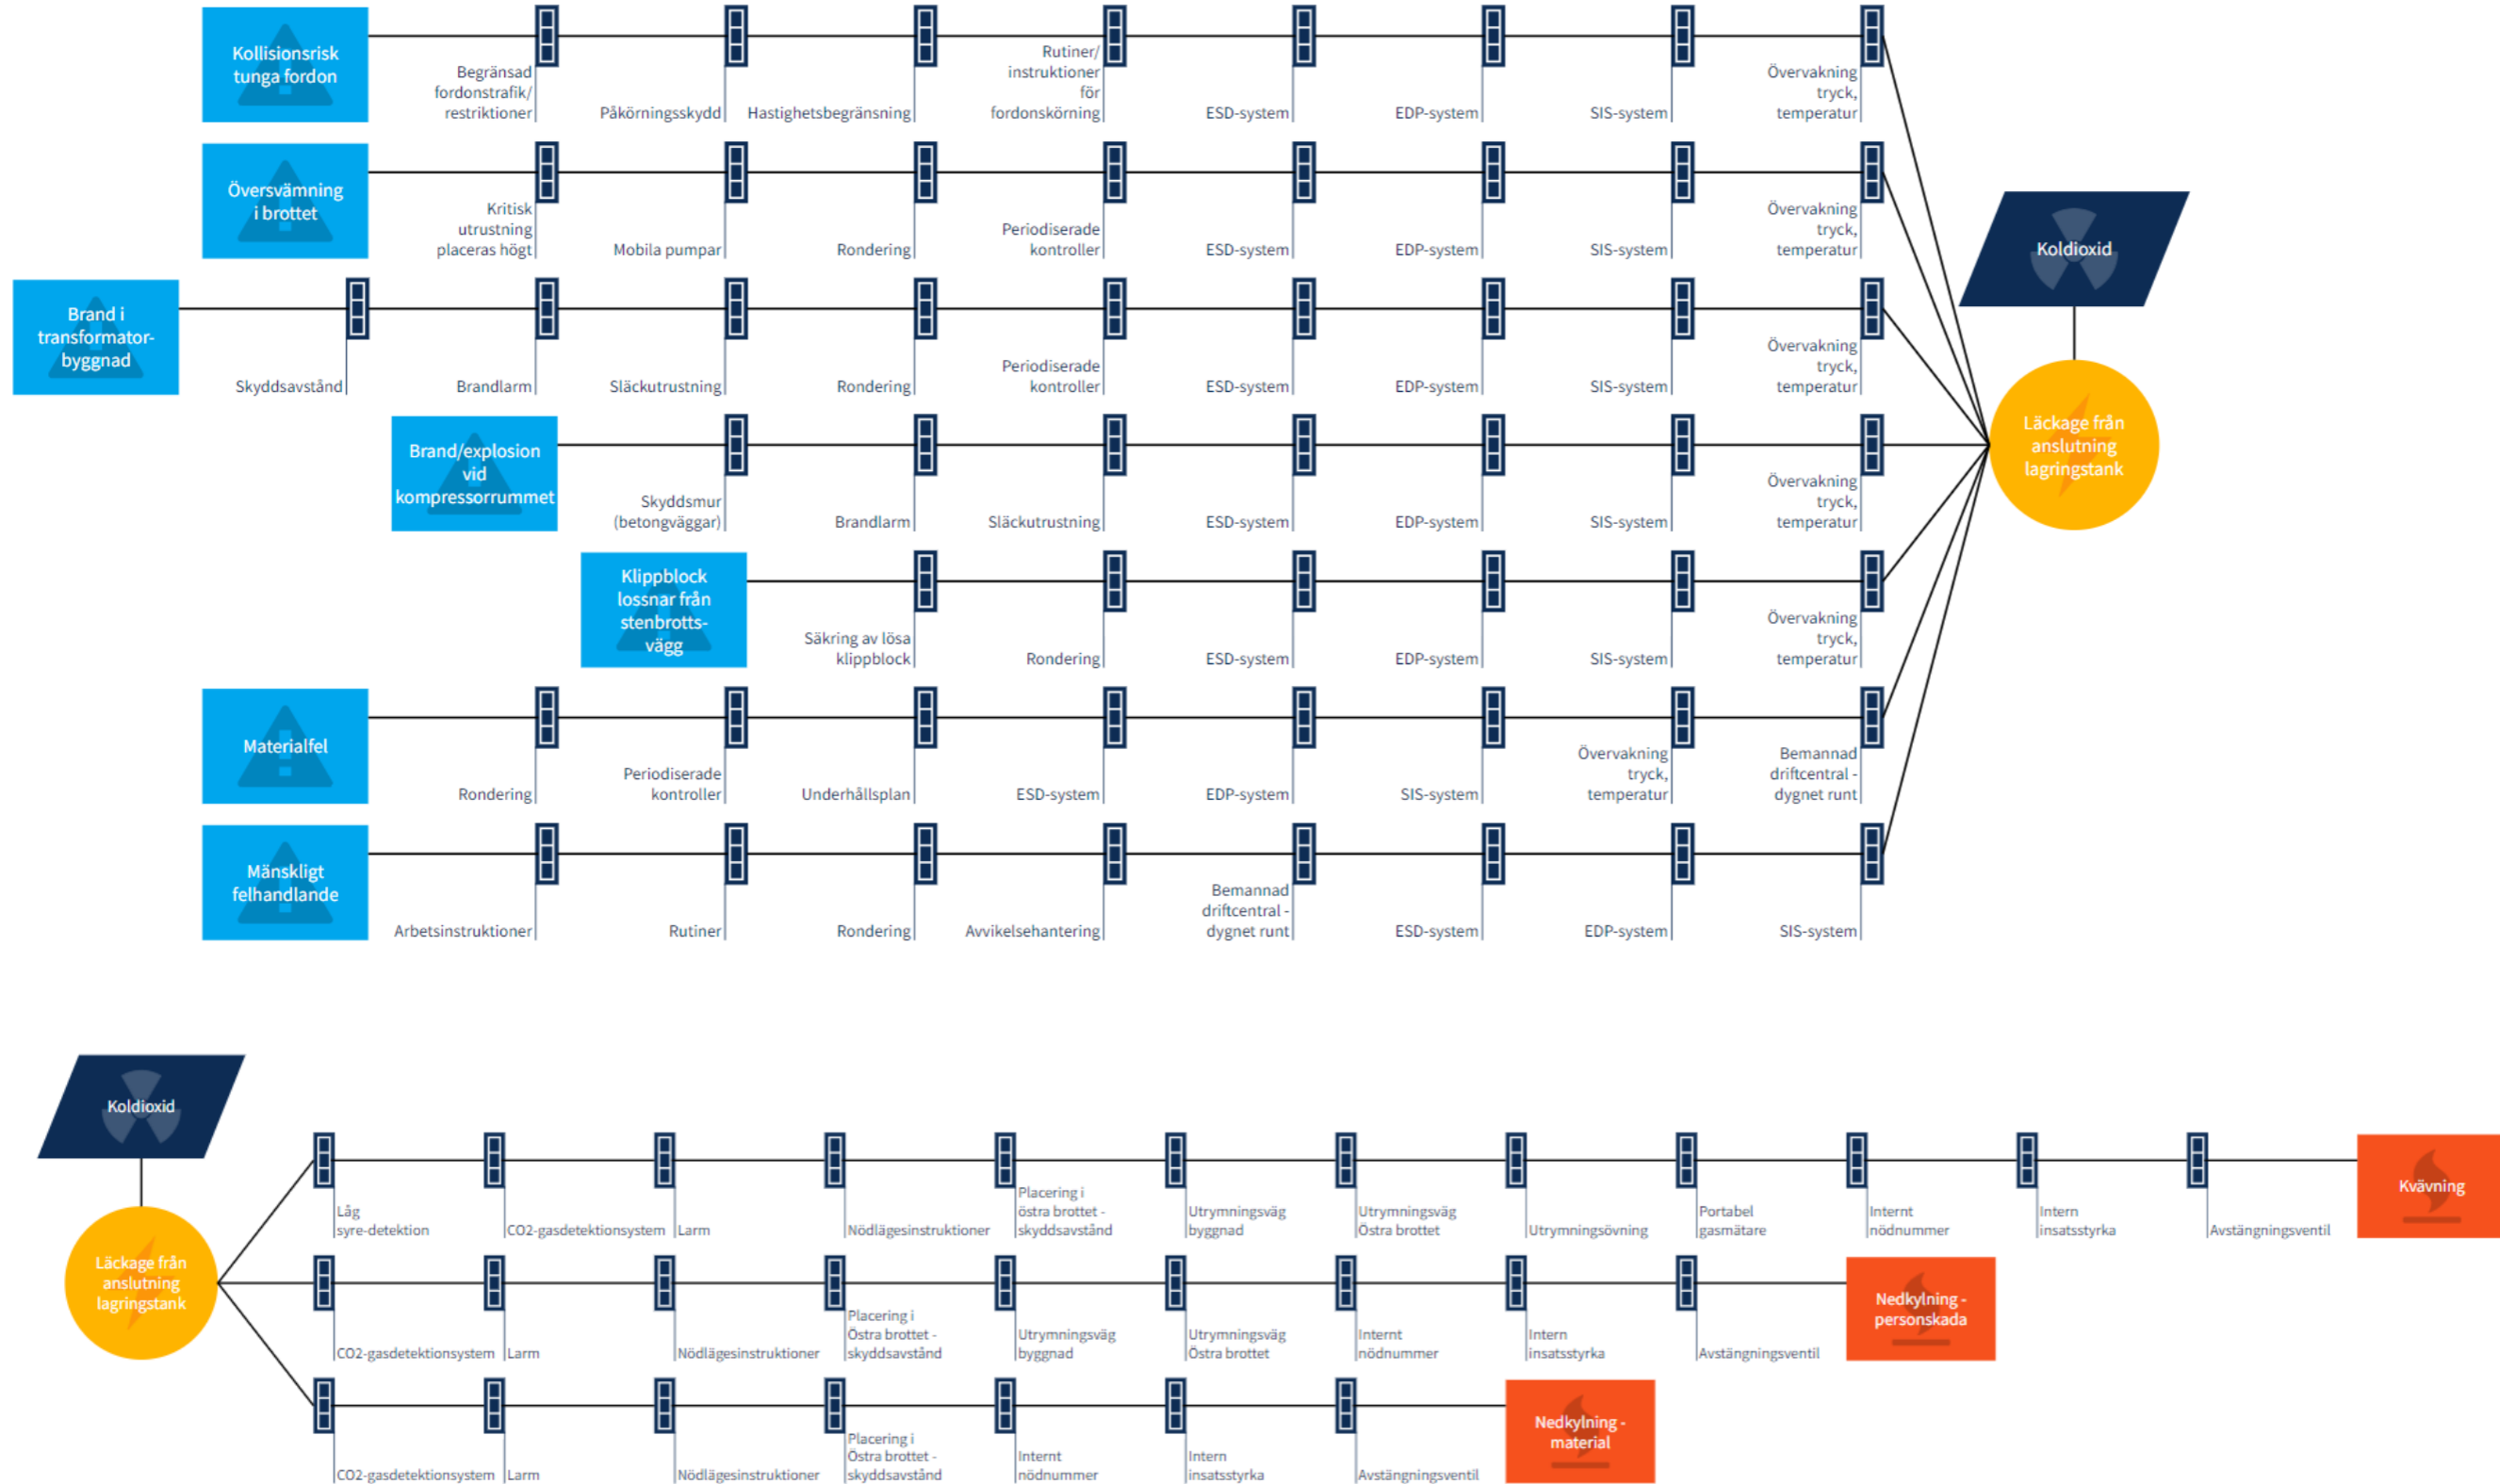 Kollisionsrisk
tunga fordon
Begränsad
fordonstrafik/
restriktioner
Påkörningsskydd
Hastighetsbegränsning
Rutiner/
instruktioner
för
fordonskörning
ESD-system
EDP-system
SIS-system
Övervakning
tryck,
temperatur
Översvämning
i brottet
Kritisk
utrustning
placeras högt
Mobila pumpar
Rondering
Periodiserade
kontroller
ESD-system
EDP-system
SIS-system
Övervakning
tryck,
temperatur
Koldioxid
Brand i
transformator-
byggnad
Skyddsavstånd
Brandlarm
Släckutrustning
Rondering
Periodiserade
kontroller
ESD-system
EDP-system
SIS-system
Övervakning
tryck,
temperatur
Brand/explosion
vid
kompressorrummet
Skyddsmur
(betongväggar)
Brandlarm
Släckutrustning
ESD-system
EDP-system
SIS-system
Övervakning
tryck,
temperatur
Läckage från
anslutning
lagringstank
Klippblock
lossnar från
stenbrotts-
vägg
Säkring av lösa
klippblock
Rondering
ESD-system
EDP-system
SIS-system
Övervakning
tryck,
temperatur
Materialfel
Rondering
Periodiserade
kontroller
Underhållsplan
ESD-system
EDP-system
SIS-system
Övervakning
tryck,
temperatur
Bemannad
driftcentral -
dygnet runt
Mänskligt
felhandlande
Arbetsinstruktioner
Rutiner
Rondering
Avvikelsehantering
Bemannad
driftcentral -
dygnet runt
ESD-system
EDP-system
SIS-system
Koldioxid
Läckage från
anslutning
lagringstank
Låg
syre-detektion
CO2-gasdetektionsystem
Larm
Nödlägesinstruktioner
Placering i
östra brottet -
skyddsavstånd
Utrymningsväg
byggnad
Utrymningsväg
Östra brottet
Utrymningsövning
Portabel
gasmätare
Internt
nödnummer
Intern
insatsstyrka
Avstängningsventil
Kvävning
CO2-gasdetektionsystem
Larm
Nödlägesinstruktioner
Placering i
Östra brottet -
skyddsavstånd
Utrymningsväg
byggnad
Utrymningsväg
Östra brottet
Internt
nödnummer
Intern
insatsstyrka
Avstängningsventil
Nedkylning -
personskada
CO2-gasdetektionsystem
Larm
Nödlägesinstruktioner
Placering i
Östra brottet -
skyddsavstånd
Internt
nödnummer
Intern
insatsstyrka
Avstängningsventil
Nedkylning -
material